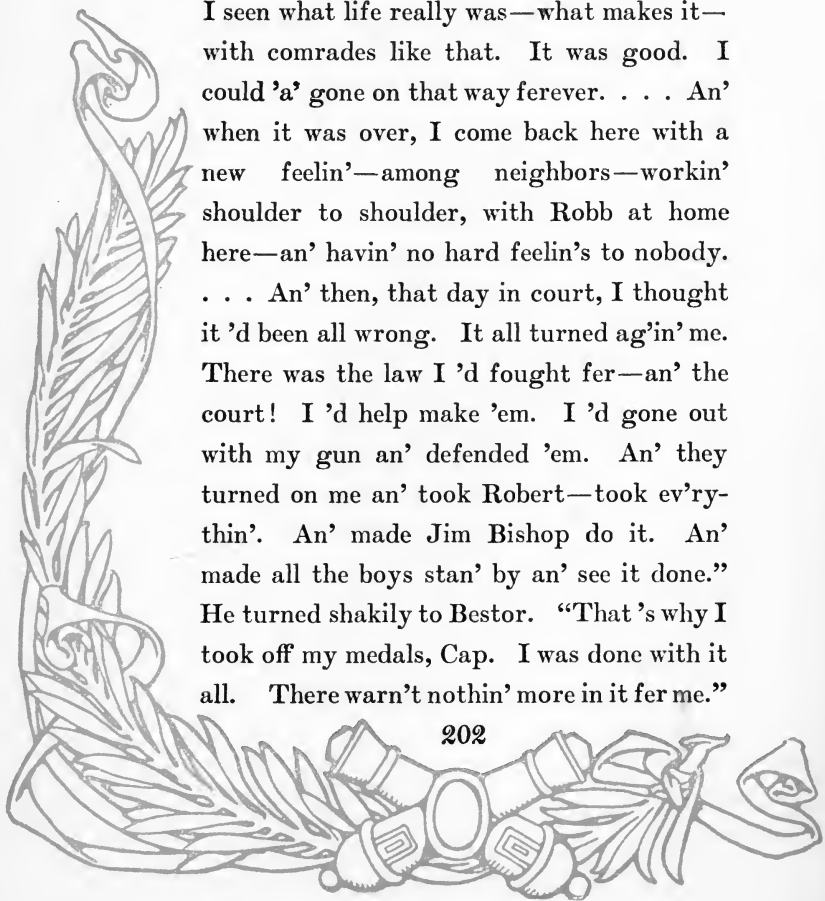 I seen what life really was—what makes it—
with comrades like that. It was good. I
could 'a' gone on that way ferever. . . . An'
when it was over, I come back here with a
new feelin'—among neighbors—workin'
shoulder to shoulder, with Robb at home
here—an' havin' no hard feelin's to nobody.
. . . An' then, that day in court, I thought
it 'd been all wrong. It all turned ag'in' me.
There was the law I 'd fought fer—an' the
court! I 'd help make 'em. I 'd gone out
with my gun an' defended 'em. An' they
turned on me an' took Robert—took ev'ry-
thin'. An' made Jim Bishop do it. An'
made all the boys stan' by an' see it done.”
He turned shakily to Bestor. “That 's why I
took off my medals, Cap. I was done with it
all. There warn't nothin' more in it fer me.”
202